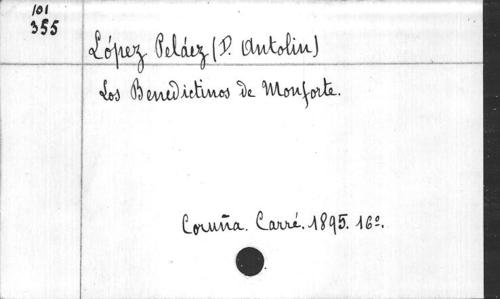 101
355
López Peláez (D. Antolin)
Los Benedictinos de Monforte.
Coruña. Carré. 1895. 16º.